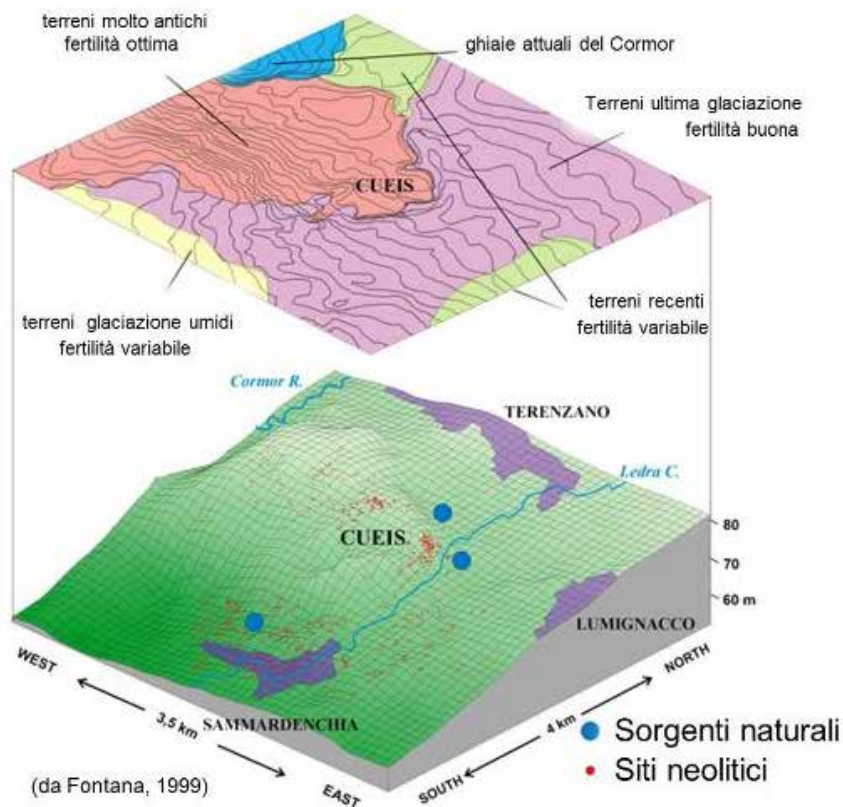 terreni molto antichi
fertilità ottima
ghiaie attuali del Cormor
Terreni ultima glaciazione
fertilità buona
CUEIS
terreni glaciazione umidi
fertilità variabile
terreni recenti
fertilità variabile
Cormor R.
TERENZANO
Ledra C.
CUEIS
80
70
60 m
LUMIGNACCO
WEST
NORTH
3,5 km
SAMMARDENCHIA
4 km
Sorgenti naturali
Siti neolitici
(da Fontana, 1999)
EAST
SOUTH